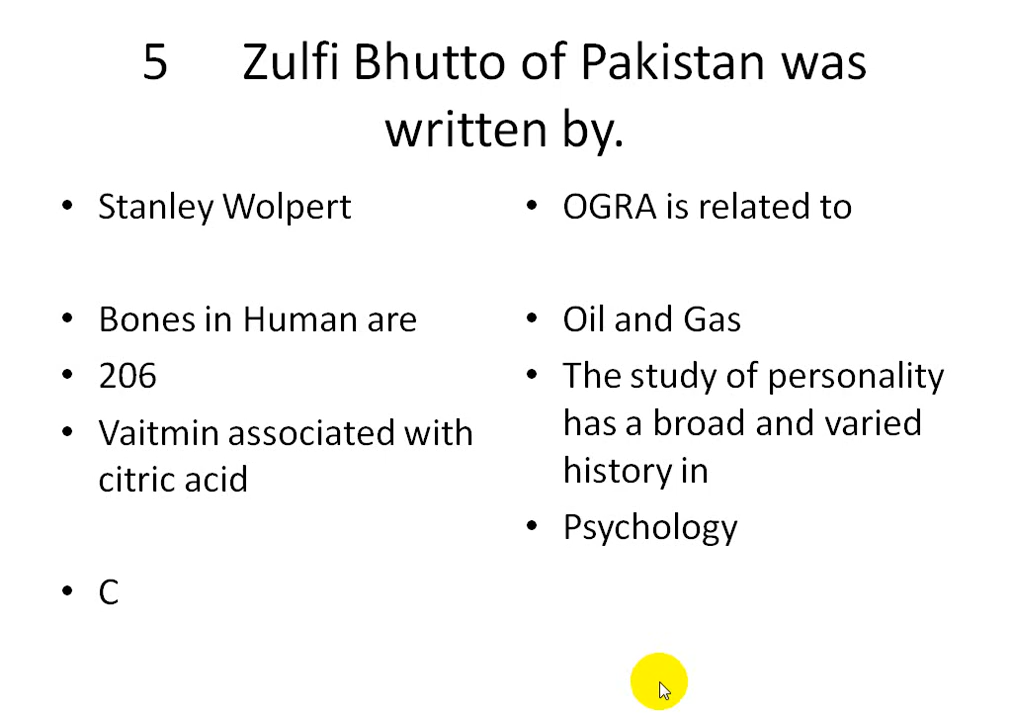 5 Zulfi Bhutto of Pakistan was
written by.
• Stanley Wolpert
• Bones in Human are
• 206
• Vaitmin associated with
citric acid
• C
• OGRA is related to
• Oil and Gas
• The study of personality
has a broad and varied
history in
• Psychology